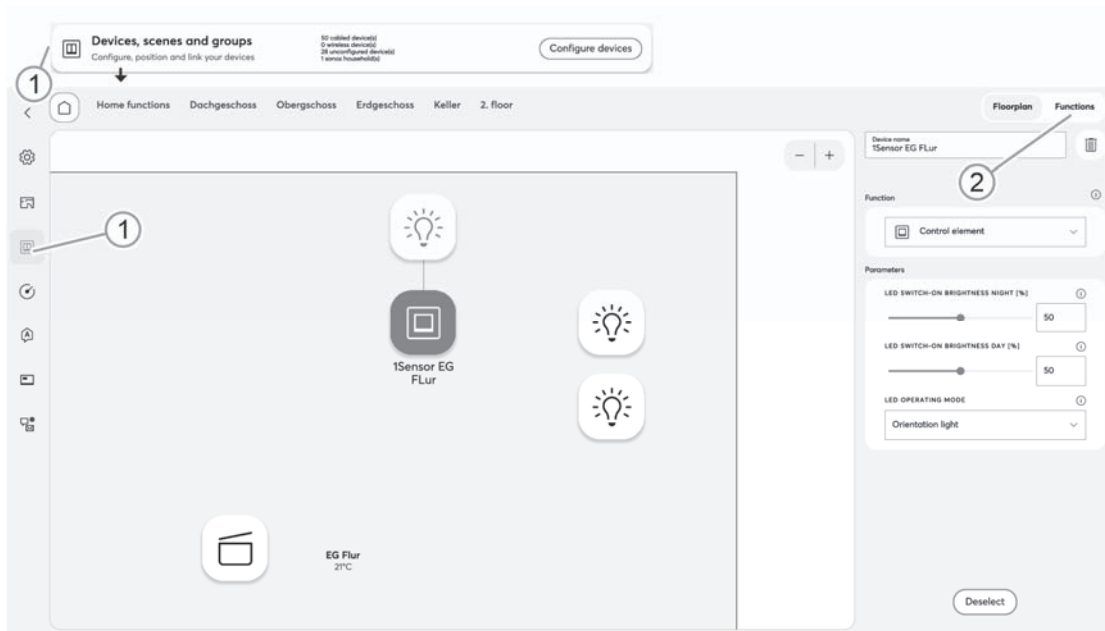 Devices, scenes and groups
Configure, position and link your devices
50 cabled device(s)
0 wireless device(s)
28 unconfigured device(s)
1 sonos household(s)
Configure devices
1
Home functions Dachgeschoss Obergschoss Erdgeschoss Keller 2. floor
Floorplan Functions
− +
Device name
1Sensor EG FLur
2
Function
Control element
1
Parameters
LED SWITCH-ON BRIGHTNESS NIGHT [%]
50
LED SWITCH-ON BRIGHTNESS DAY [%]
50
LED OPERATING MODE
Orientation light
1Sensor EG
FLur
A
EG Flur
21°C
Deselect